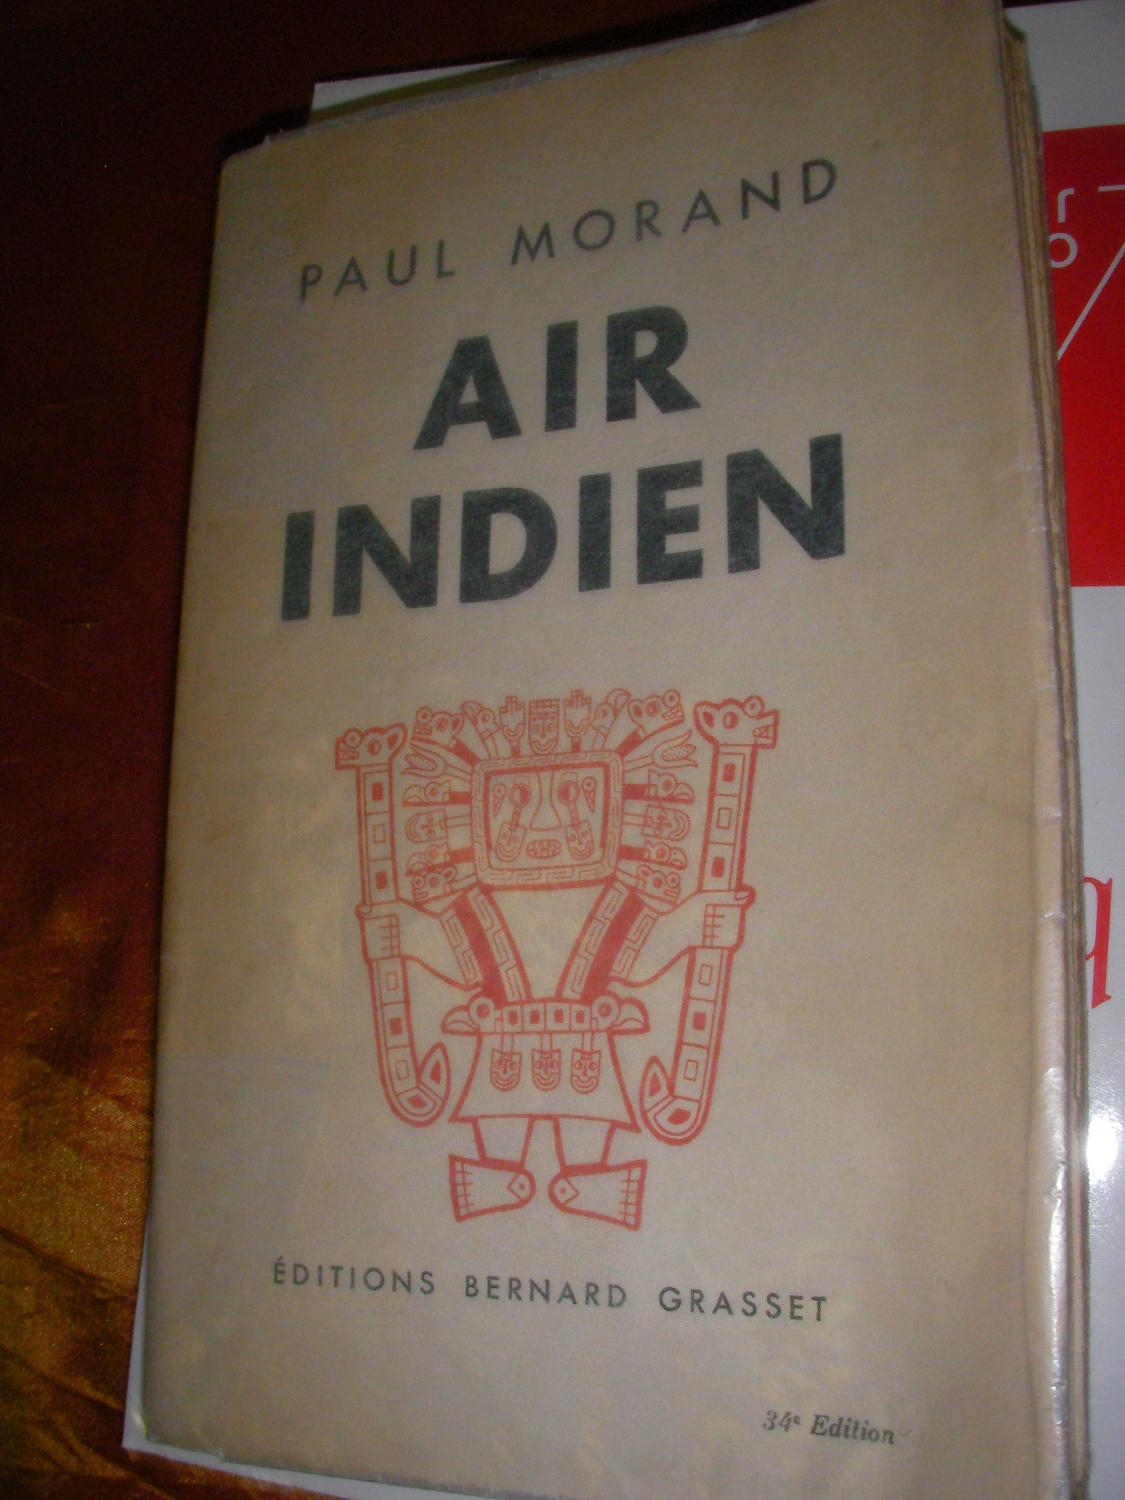 PAUL MORAND
AIR
INDIEN
ÉDITIONS BERNARD GRASSET
34e Edition